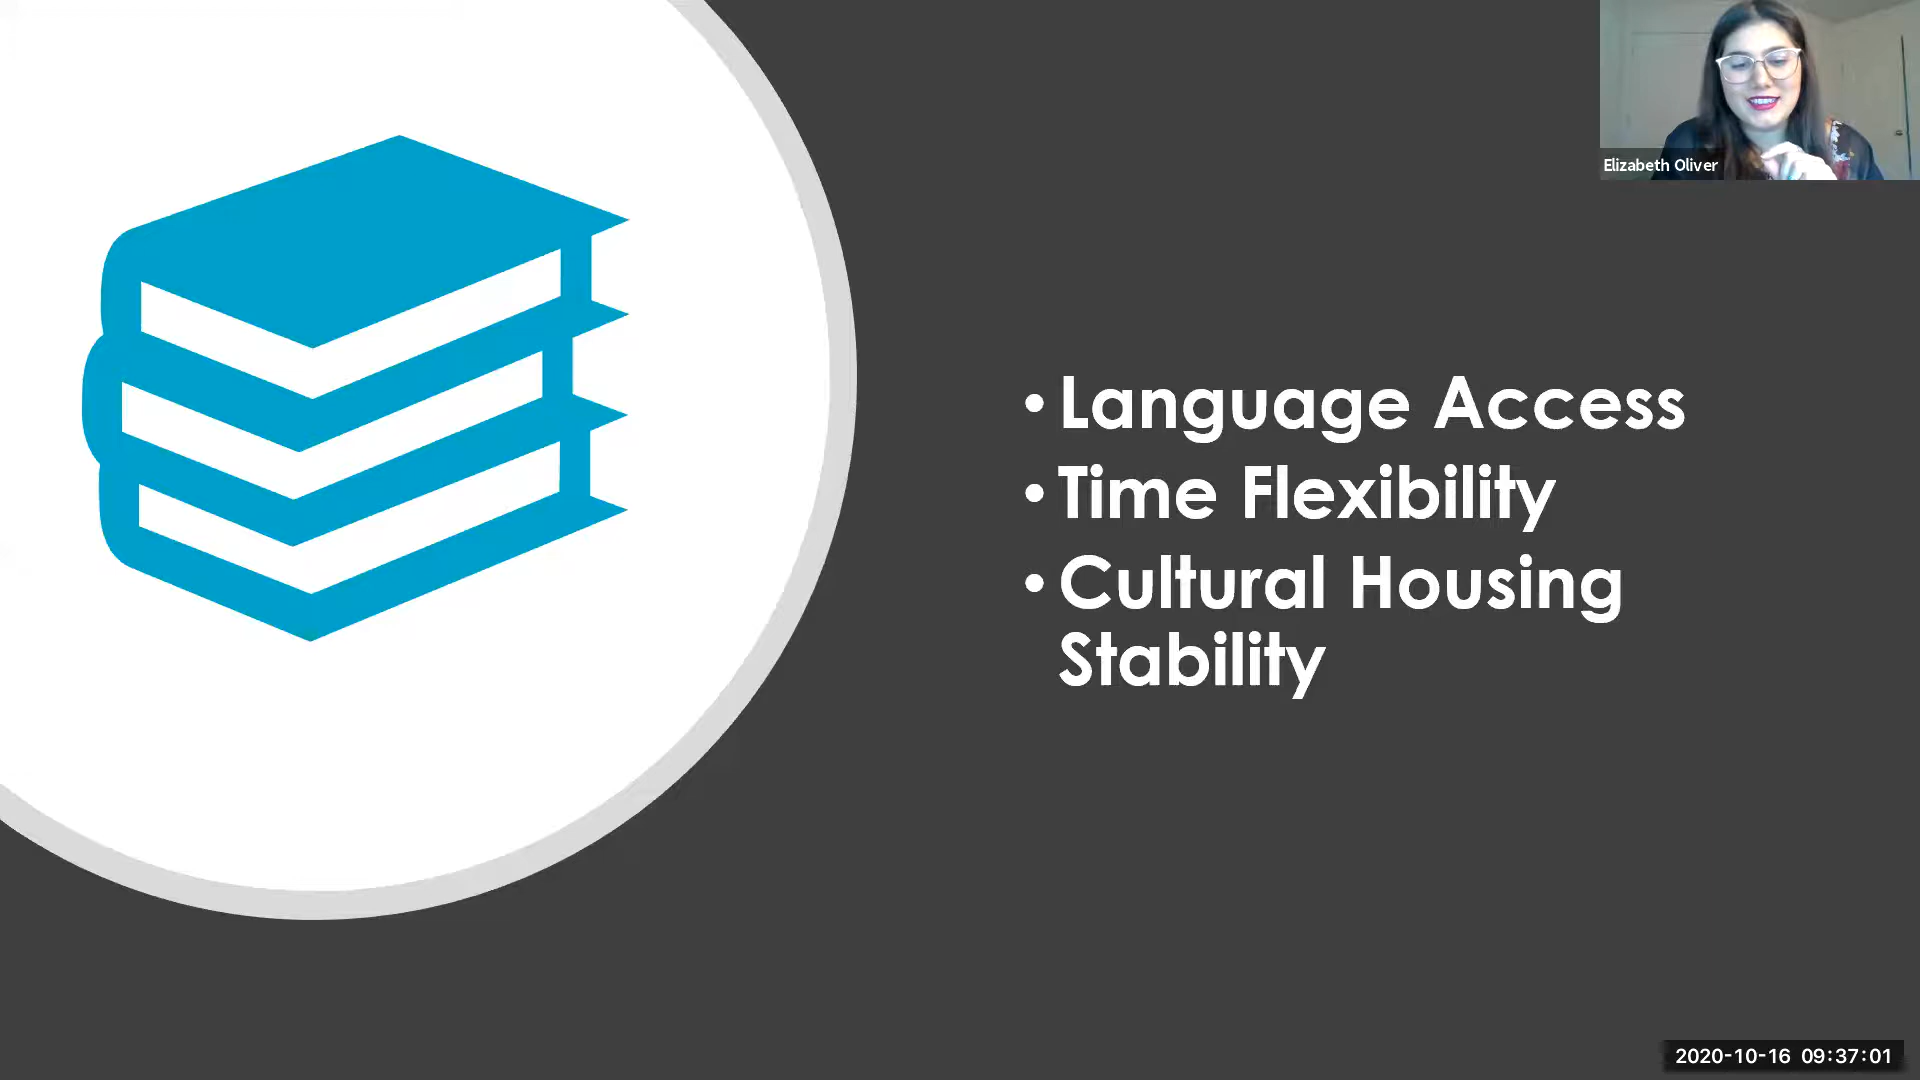 Elizabeth Oliver
• Language Access
• Time Flexibility
• Cultural Housing
Stability
2020-10-16 09:37:01